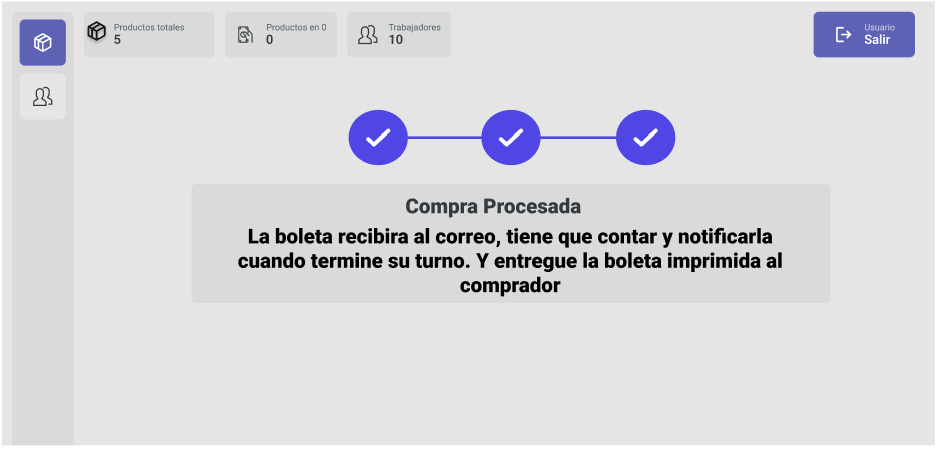 Productos totales
5
Productos en 0
0
Trabajadores
10
Usuario
Salir
Compra Procesada
La boleta recibira al correo, tiene que contar y notificarla
cuando termine su turno. Y entregue la boleta imprimida al
comprador